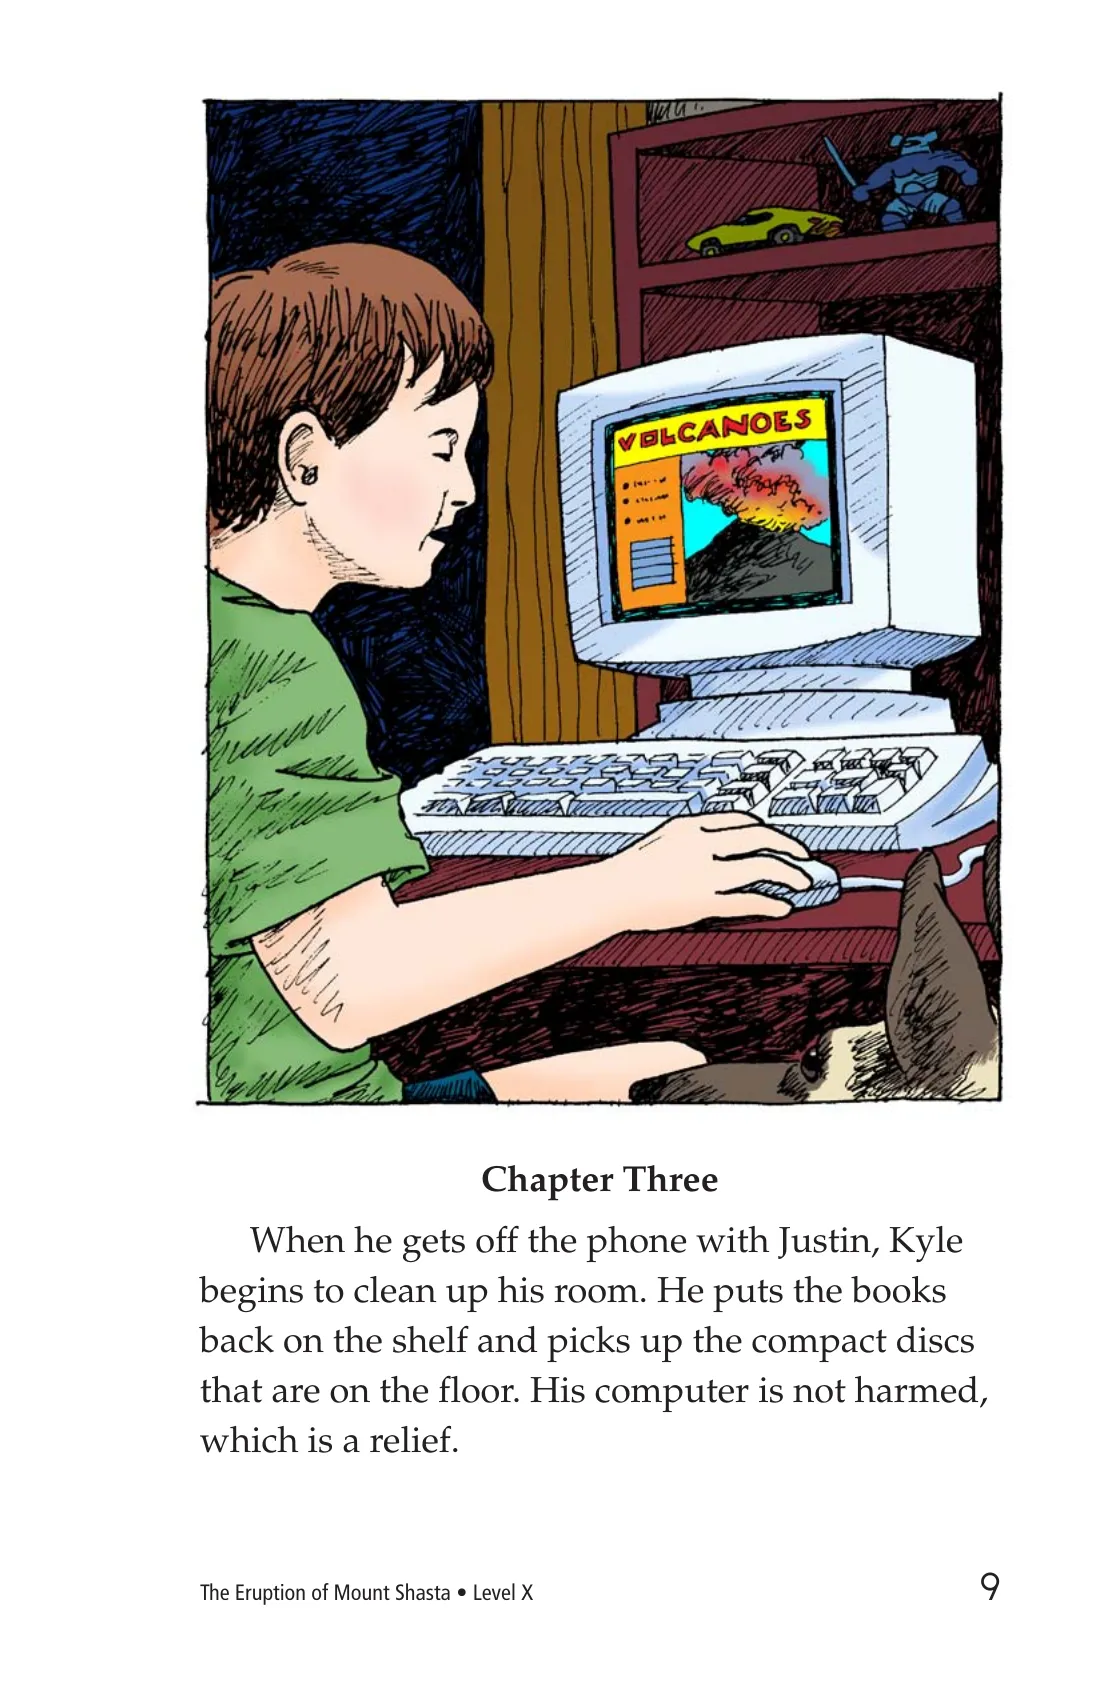 VOLCANOES
Chapter Three
When he gets off the phone with Justin, Kyle
begins to clean up his room. He puts the books
back on the shelf and picks up the compact discs
that are on the floor. His computer is not harmed,
which is a relief.
The Eruption of Mount Shasta • Level X 9